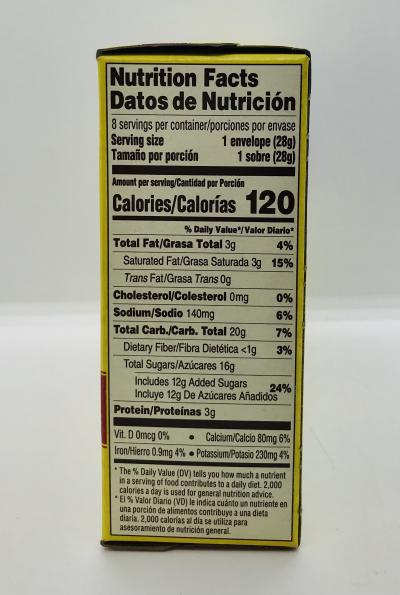 Nutrition Facts
Datos de Nutrición
8 servings per container/porciones por envase
Serving size 1 envelope (28g)
Tamaño por porción 1 sobre (28g)
Amount per serving/Cantidad por Porción
Calories/Calorías 120
% Daily Value*/Valor Diario*
Total Fat/Grasa Total 3g 4%
Saturated Fat/Grasa Saturada 3g 15%
Trans Fat/Grasa Trans 0g
Cholesterol/Colesterol 0mg 0%
Sodium/Sodio 140mg 6%
Total Carb./Carb. Total 20g 7%
Dietary Fiber/Fibra Dietética <1g 3%
Total Sugars/Azúcares 16g
Includes 12g Added Sugars 24%
Incluye 12g De Azúcares Añadidos
Protein/Proteínas 3g
Vit. D 0mcg 0% • Calcium/Calcio 80mg 6%
Iron/Hierro 0.9mg 4% • Potassium/Potasio 230mg 4%
* The % Daily Value (DV) tells you how much a nutrient
in a serving of food contributes to a daily diet. 2,000
calories a day is used for general nutrition advice.
* El % Valor Diario (VD) le indica cuánto un nutriente en
una porción de alimentos contribuye a una dieta
diaria. 2,000 calorías al día se utiliza para
asesoramiento de nutrición general.